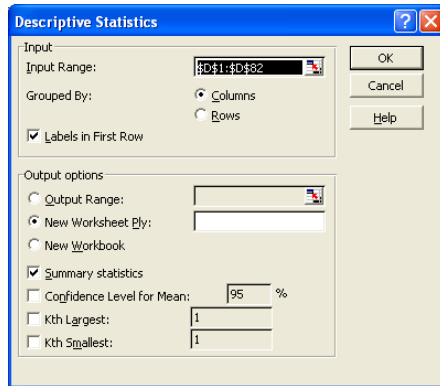 Descriptive Statistics
Input
Input Range: $D$1:$D$82
OK
Grouped By: Columns
Cancel
Rows
Help
Labels in First Row
Output options
Output Range:
New Worksheet Ply:
New Workbook
Summary statistics
Confidence Level for Mean: 95 %
Kth Largest: 1
Kth Smallest: 1